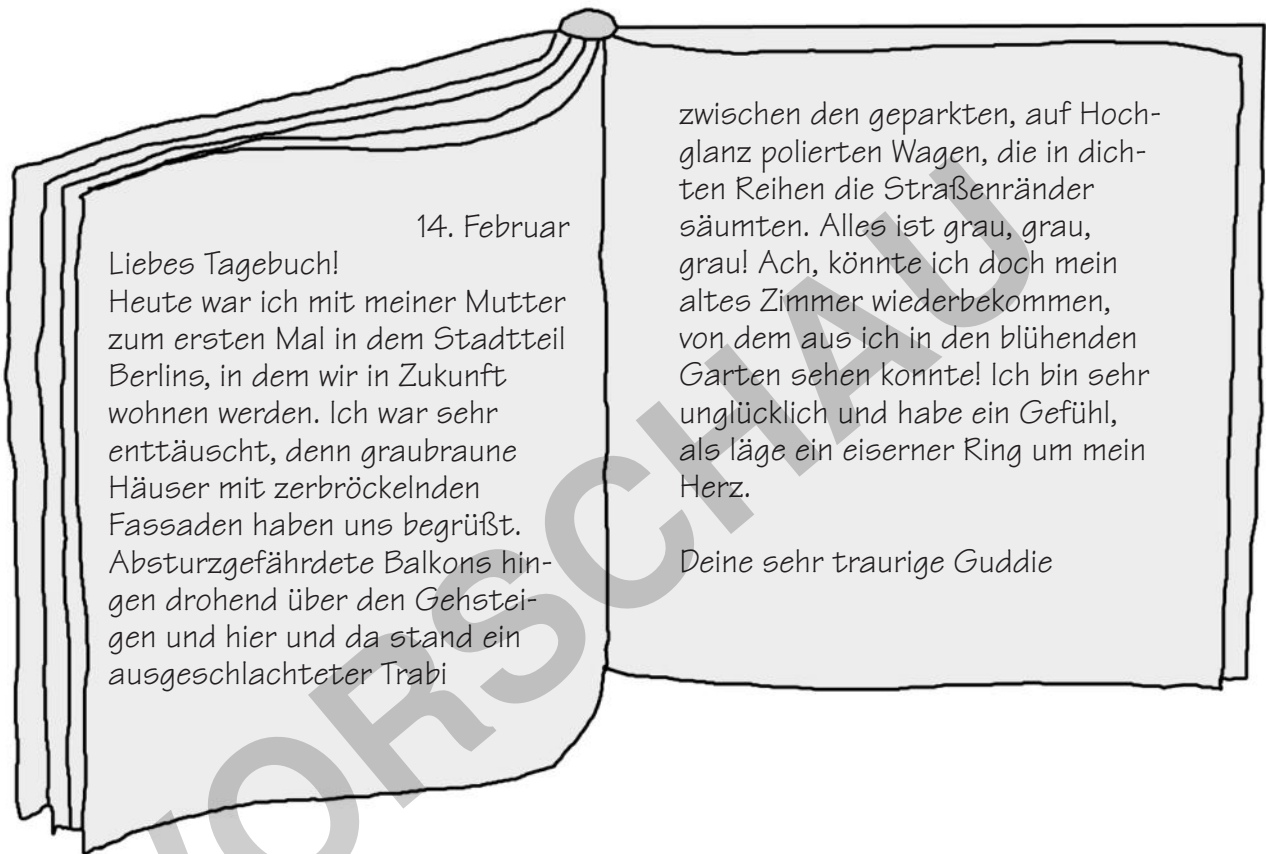 14. Februar
Liebes Tagebuch!
Heute war ich mit meiner Mutter
zum ersten Mal in dem Stadtteil
Berlins, in dem wir in Zukunft
wohnen werden. Ich war sehr
enttäuscht, denn graubraune
Häuser mit zerbröckelnden
Fassaden haben uns begrüßt.
Absturzgefährdete Balkons hin-
gen drohend über den Gehstei-
gen und hier und da stand ein
ausgeschlachteter Trabi
zwischen den geparkten, auf Hoch-
glanz polierten Wagen, die in dich-
ten Reihen die Straßenränder
säumten. Alles ist grau, grau,
grau! Ach, könnte ich doch mein
altes Zimmer wiederbekommen,
von dem aus ich in den blühenden
Garten sehen konnte! Ich bin sehr
unglücklich und habe ein Gefühl,
als läge ein eiserner Ring um mein
Herz.
Deine sehr traurige Guddie
VORSCHAU